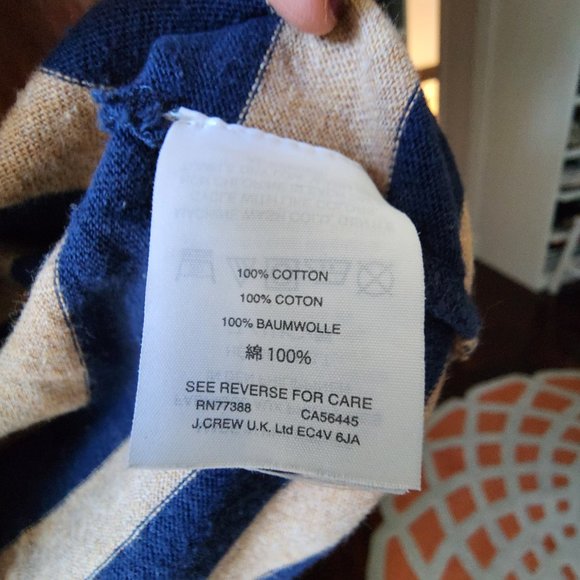 100% COTTON
100% COTON
100% BAUMWOLLE
綿 100%
SEE REVERSE FOR CARE
RN77388 CA56445
J.CREW U.K. Ltd EC4V 6JA